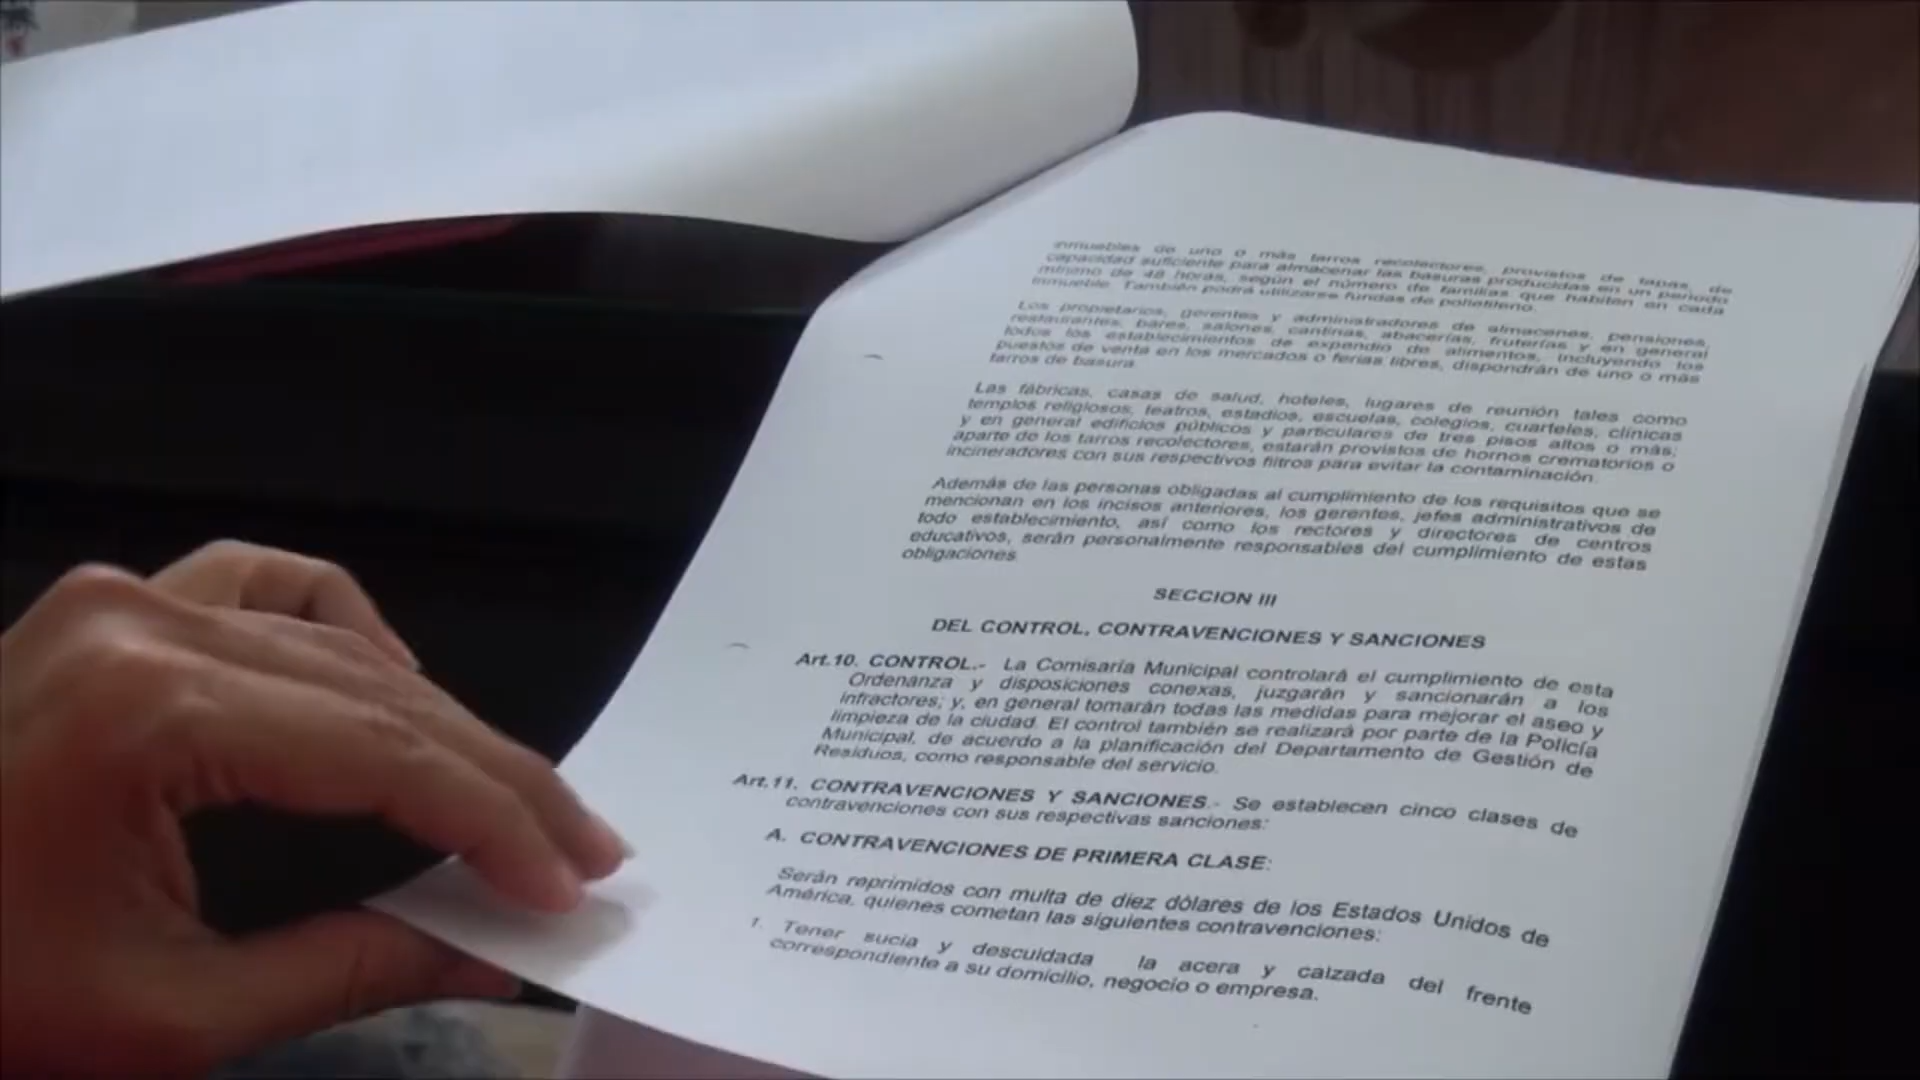 inmuebles de uno o más tarros recolectores, provistos de tapas, de
capacidad suficiente para almacenar las basuras producidas en un periodo
mínimo de 48 horas, según el número de familias que habiten en cada
inmueble. También podrá utilizarse fundas de polietileno.
Los propietarios, gerentes y administradores de almacenes, pensiones,
restaurantes, bares, salones, cantinas, abacerías, fruterías y en general
todos los establecimientos de expendio de alimentos, incluyendo los
puestos de venta en los mercados o ferias libres, dispondrán de uno o más
tarros de basura.
Las fábricas, casas de salud, hoteles, lugares de reunión tales como
templos religiosos, teatros, estadios, escuelas, colegios, cuarteles, clínicas
y en general edificios públicos y particulares de tres pisos altos o más;
aparte de los tarros recolectores, estarán provistos de hornos crematorios o
incineradores con sus respectivos filtros para evitar la contaminación.
Además de las personas obligadas al cumplimiento de los requisitos que se
mencionan en los incisos anteriores, los gerentes, jefes administrativos de
todo establecimiento, así como los rectores y directores de centros
educativos, serán personalmente responsables del cumplimiento de estas
obligaciones.
SECCION III
DEL CONTROL, CONTRAVENCIONES Y SANCIONES
Art.10. CONTROL.- La Comisaría Municipal controlará el cumplimiento de esta
Ordenanza y disposiciones conexas, juzgarán y sancionarán a los
infractores; y, en general tomarán todas las medidas para mejorar el aseo y
limpieza de la ciudad. El control también se realizará por parte de la Policía
Municipal, de acuerdo a la planificación del Departamento de Gestión de
Residuos, como responsable del servicio.
Art.11. CONTRAVENCIONES Y SANCIONES.- Se establecen cinco clases de
contravenciones con sus respectivas sanciones:
A. CONTRAVENCIONES DE PRIMERA CLASE:
Serán reprimidos con multa de diez dólares de los Estados Unidos de
América, quienes cometan las siguientes contravenciones:
1. Tener sucia y descuidada la acera y calzada del frente
correspondiente a su domicilio, negocio o empresa.